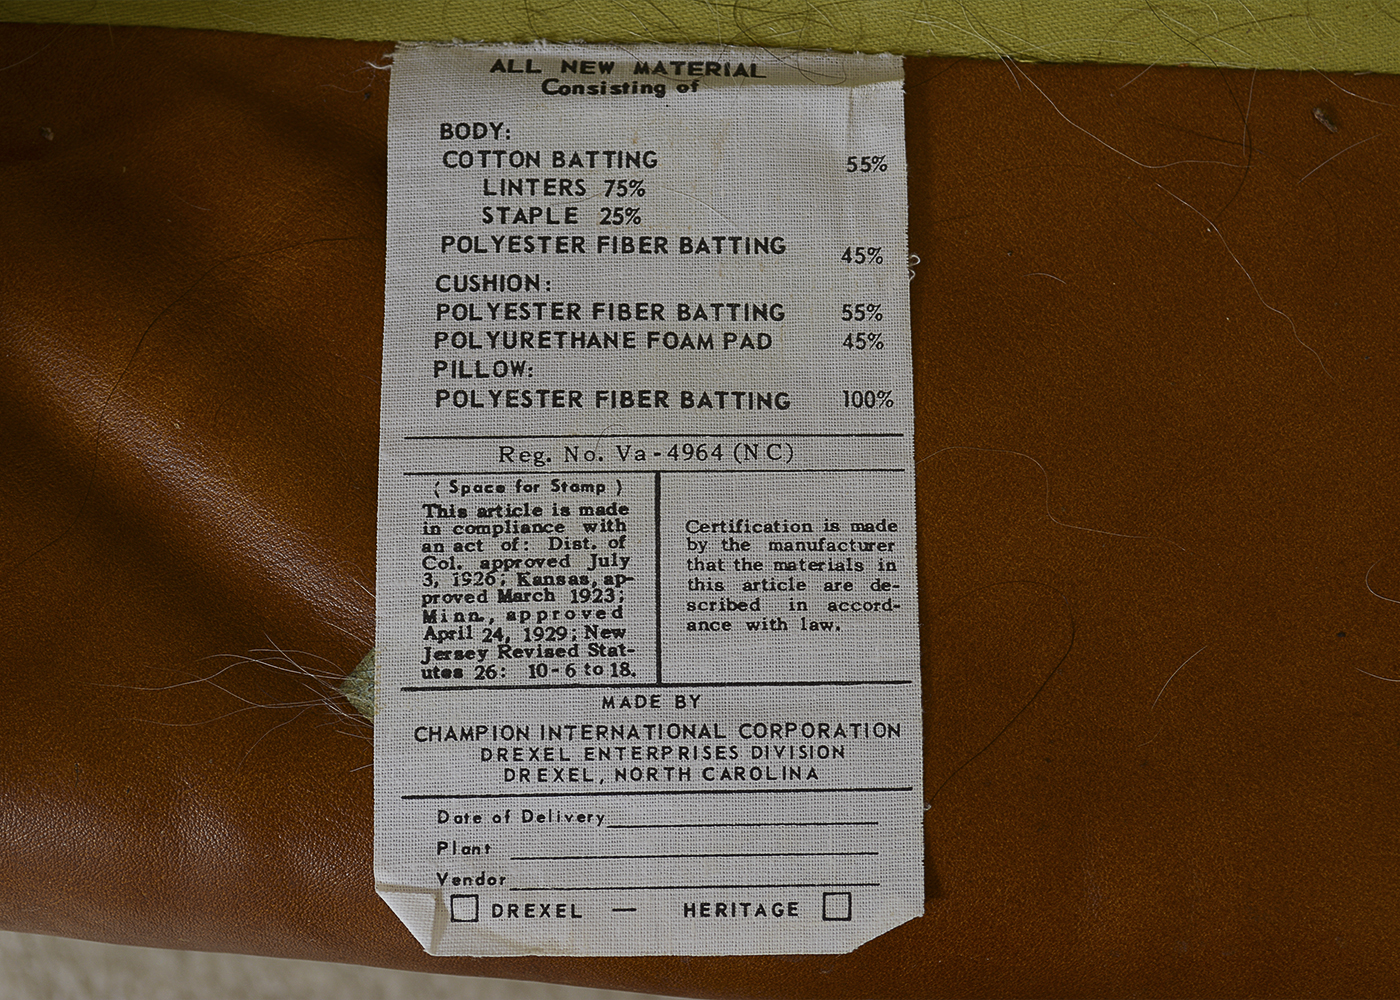 ALL NEW MATERIAL
Consisting of
BODY:
COTTON BATTING 55%
LINTERS 75%
STAPLE 25%
POLYESTER FIBER BATTING 45%
CUSHION:
POLYESTER FIBER BATTING 55%
POLYURETHANE FOAM PAD 45%
PILLOW:
POLYESTER FIBER BATTING 100%
Reg. No. Va-4964 (NC)
(Space for Stamp)
This article is made
in compliance with
an act of: Dist. of
Col. approved July
3, 1926; Kansas, ap-
proved March 1923;
Minn., approved
April 24, 1929; New
Jersey Revised Stat-
utes 26: 10-6 to 18.
Certification is made
by the manufacturer
that the materials in
this article are de-
scribed in accord-
ance with law.
MADE BY
CHAMPION INTERNATIONAL CORPORATION
DREXEL ENTERPRISES DIVISION
DREXEL, NORTH CAROLINA
Date of Delivery
Plant
Vendor
DREXEL — HERITAGE